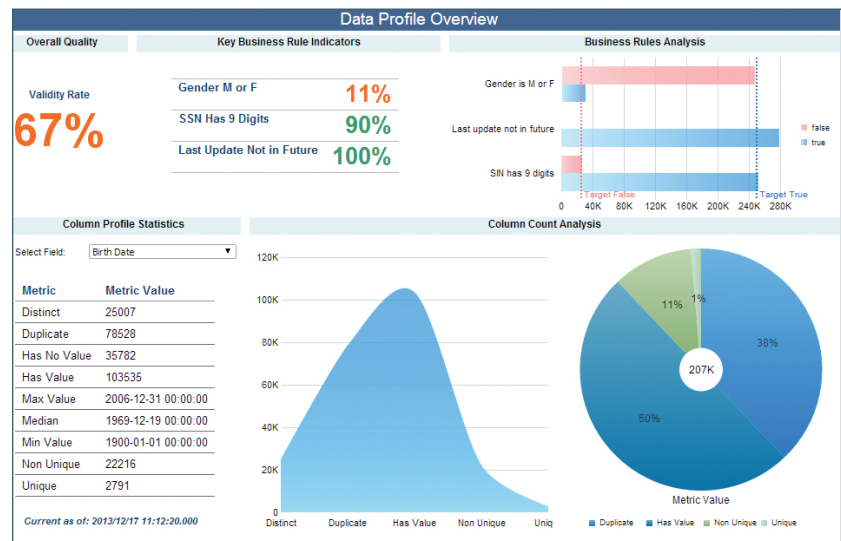 Data Profile Overview
Overall Quality
Key Business Rule Indicators
Business Rules Analysis
Validity Rate
67%
Gender M or F 11%
SSN Has 9 Digits 90%
Last Update Not in Future 100%
Gender is M or F
Last update not in future
SIN has 9 digits
false
true
Target False
Target True
0 40K 80K 120K 160K 200K 240K 280K
Column Profile Statistics
Column Count Analysis
Select Field: Birth Date
Metric Metric Value
Distinct 25007
Duplicate 78528
Has No Value 35782
Has Value 103535
Max Value 2006-12-31 00:00:00
Median 1969-12-19 00:00:00
Min Value 1900-01-01 00:00:00
Non Unique 22216
Unique 2791
Current as of: 2013/12/17 11:12:20.000
120K
100K
80K
60K
40K
20K
0
Distinct Duplicate Has Value Non Unique Uniq
11% 1%
38%
207K
50%
Metric Value
Duplicate Has Value Non Unique Unique